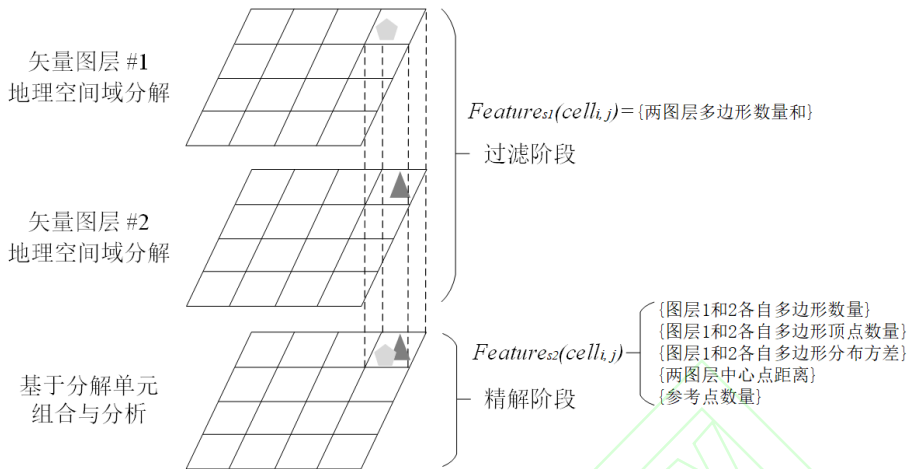 矢量图层 #1
地理空间域分解
Features1(celli, j)={两图层多边形数量和}
过滤阶段
矢量图层 #2
地理空间域分解
基于分解单元
组合与分析
Features2(celli, j)
精解阶段
{图层1和2各自多边形数量}
{图层1和2各自多边形顶点数量}
{图层1和2各自多边形分布方差}
{两图层中心点距离}
{参考点数量}